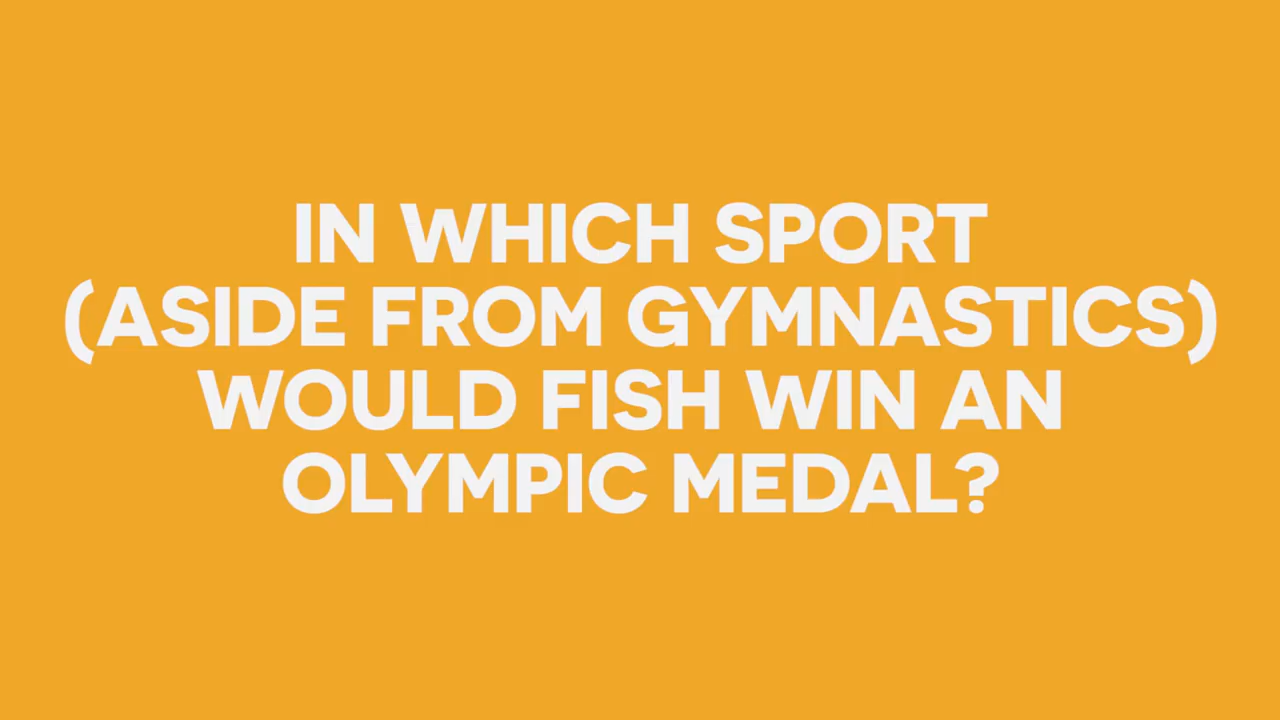 IN WHICH SPORT
(ASIDE FROM GYMNASTICS)
WOULD FISH WIN AN
OLYMPIC MEDAL?